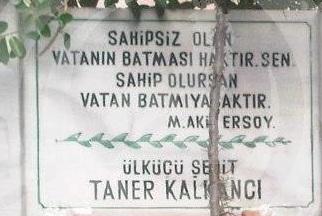 SAHİPSİZ OLAN
VATANIN BATMASI HAKTIR. SEN
SAHİP OLURSAN
VATAN BATMIYACAKTIR.
M. AKİF ERSOY.
ÜLKÜCÜ ŞEHİT
TANER KALKANCI